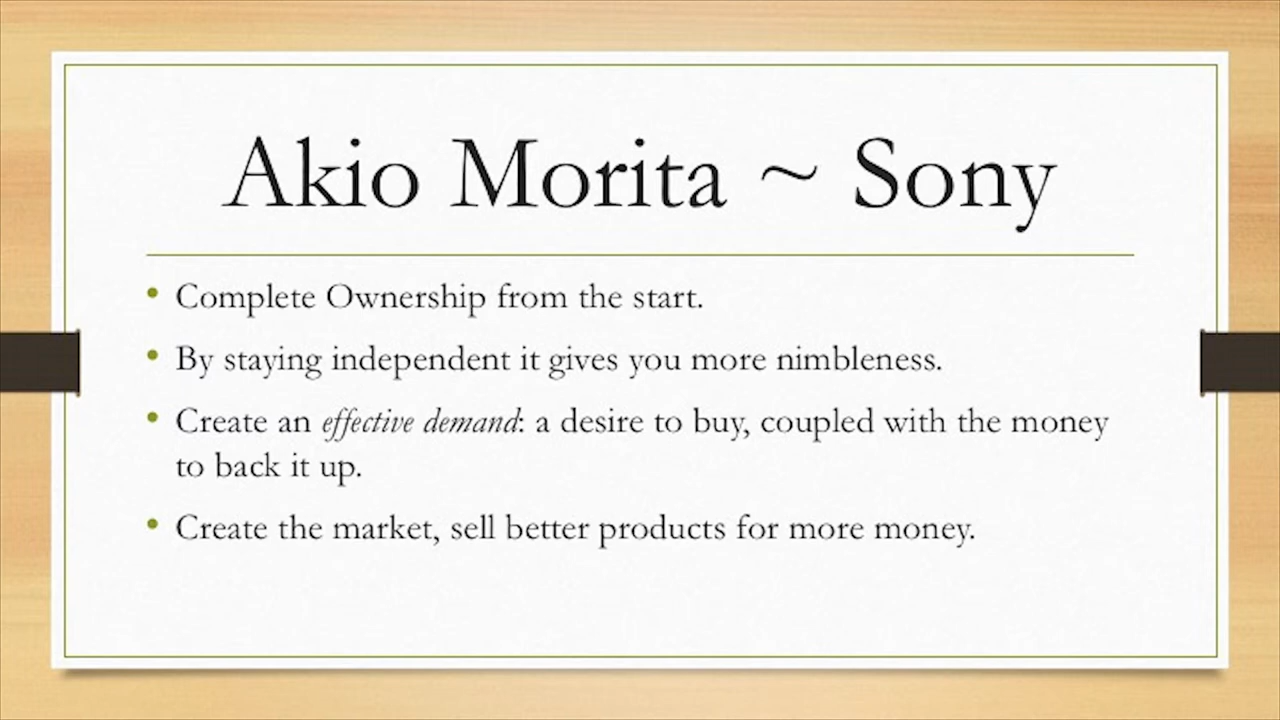 Akio Morita ~ Sony
• Complete Ownership from the start.
• By staying independent it gives you more nimbleness.
• Create an effective demand: a desire to buy, coupled with the money
to back it up.
• Create the market, sell better products for more money.